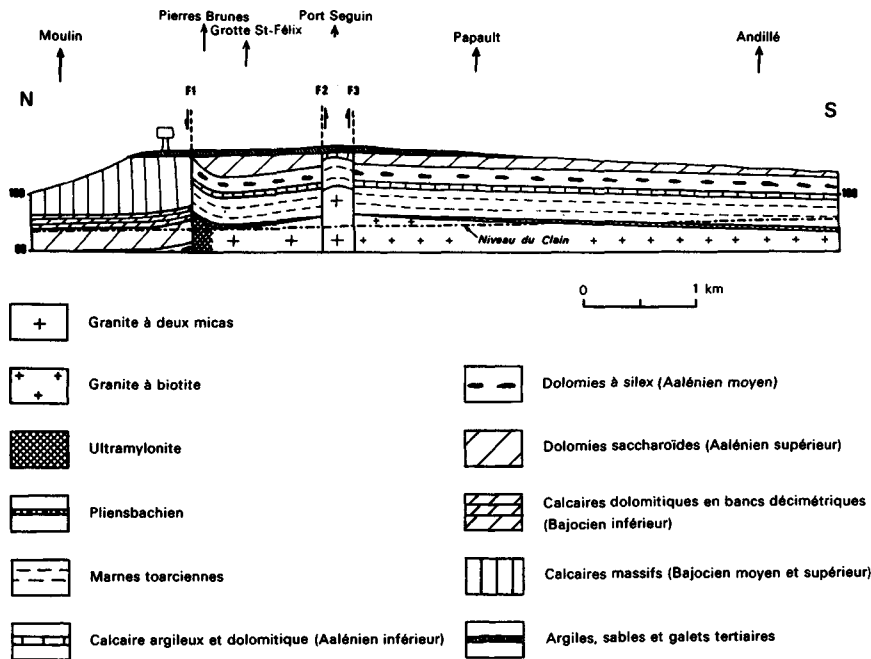 Moulin
Pierres Brunes
Grotte St-Félix
Port Seguin
Papault
Andillé
N
F1
F2
F3
S
100
100
Niveau du Clain
0
1 km
Granite à deux micas
Granite à biotite
Ultramylonite
Pliensbachien
Marnes toarciennes
Calcaire argileux et dolomitique (Aalénien inférieur)
Dolomies à silex (Aalénien moyen)
Dolomies saccharoïdes (Aalénien supérieur)
Calcaires dolomitiques en bancs décimétriques
(Bajocien inférieur)
Calcaires massifs (Bajocien moyen et supérieur)
Argiles, sables et galets tertiaires